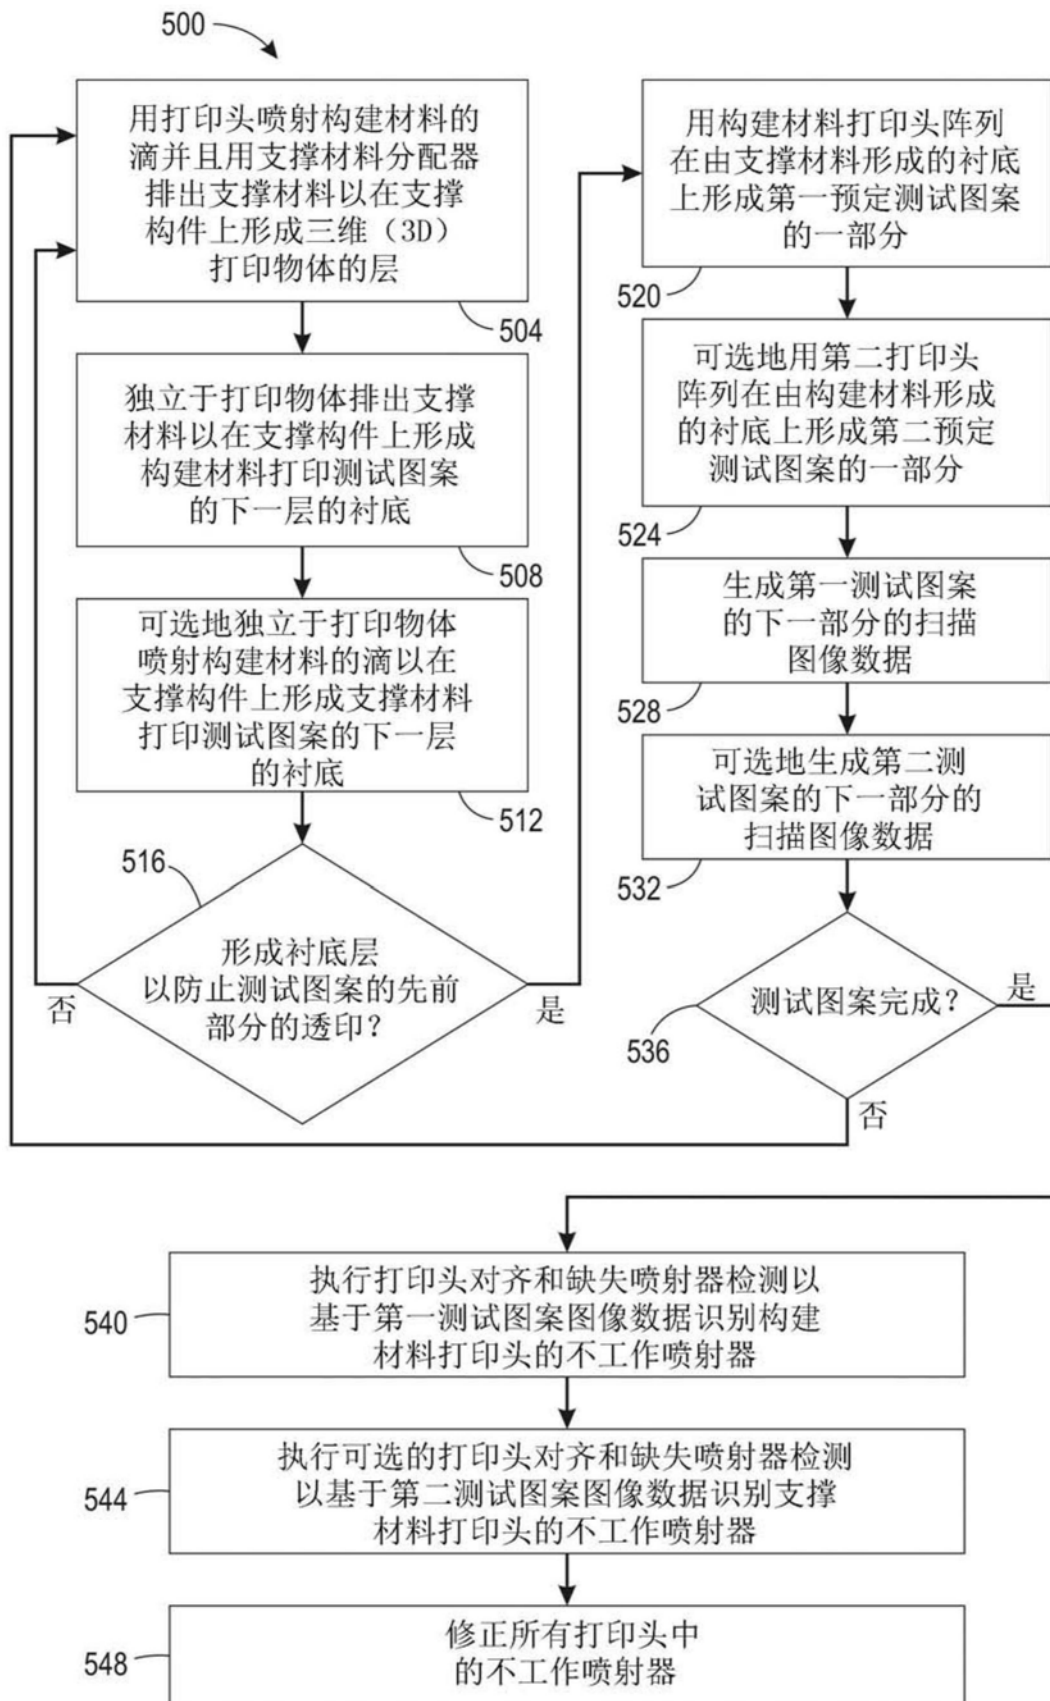 500
用打印头喷射构建材料的
滴并且用支撑材料分配器
排出支撑材料以在支撑
构件上形成三维（3D）
打印物体的层
504
独立于打印物体排出支撑
材料以在支撑构件上形成
构建材料打印测试图案
的下一层的衬底
508
可选地独立于打印物体
喷射构建材料的滴以在
支撑构件上形成支撑材料
打印测试图案的下一层
的衬底
512
516
形成衬底层
以防止测试图案的先前
部分的透印？
否
是
用构建材料打印头阵列
在由支撑材料形成的衬底
上形成第一预定测试图案
的一部分
520
可选地用第二打印头
阵列在由构建材料形成
的衬底上形成第二预定
测试图案的一部分
524
生成第一测试图案
的下一部分的扫描
图像数据
528
可选地生成第二测
试图案的下一部分的
扫描图像数据
532
测试图案完成？
是
536
否
执行打印头对齐和缺失喷射器检测以
基于第一测试图案图像数据识别构建
材料打印头的不工作喷射器
540
执行可选的打印头对齐和缺失喷射器检测
以基于第二测试图案图像数据识别支撑
材料打印头的不工作喷射器
544
修正所有打印头中
的不工作喷射器
548